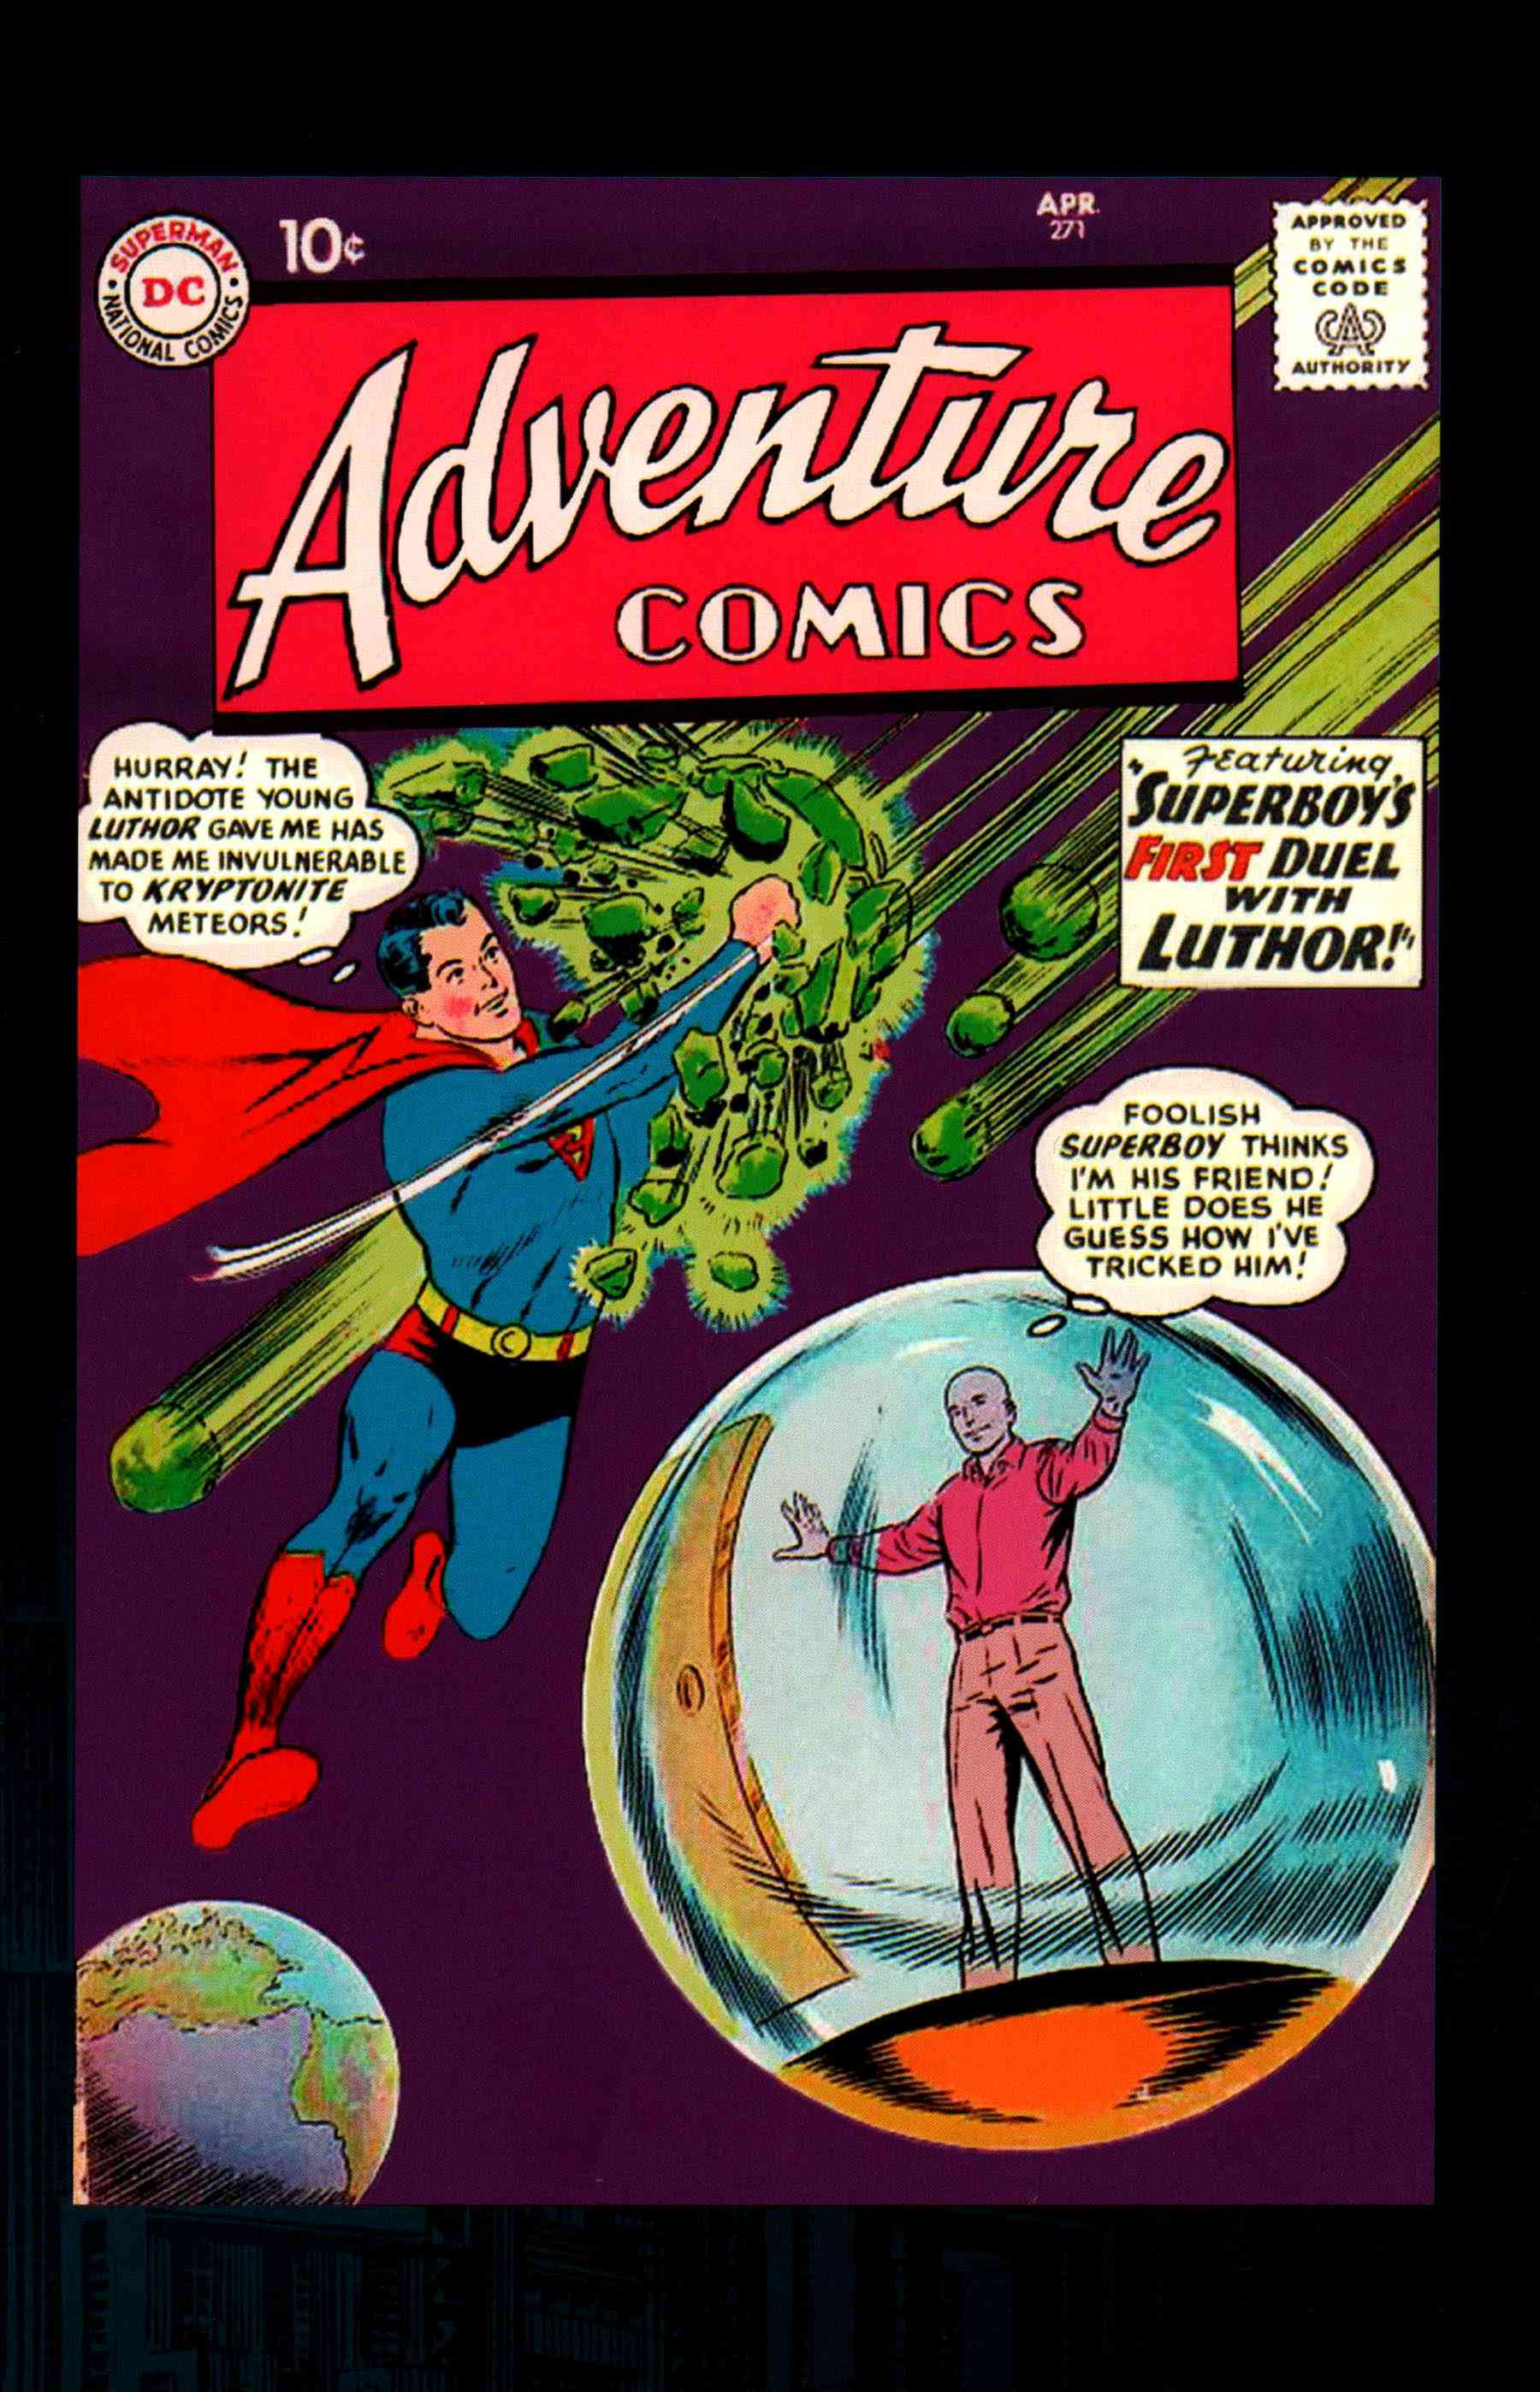 SUPERMAN
DC
NATIONAL COMICS
10¢
APR.
271
APPROVED
BY THE
COMICS
CODE
CA
AUTHORITY
Adventure
COMICS
HURRAY! THE
ANTIDOTE YOUNG
LUTHOR GAVE ME HAS
MADE ME INVULNERABLE
TO KRYPTONITE
METEORS!
Featuring
"SUPERBOY'S
FIRST DUEL
WITH
LUTHOR!"
FOOLISH
SUPERBOY THINKS
I'M HIS FRIEND!
LITTLE DOES HE
GUESS HOW I'VE
TRICKED HIM!
S